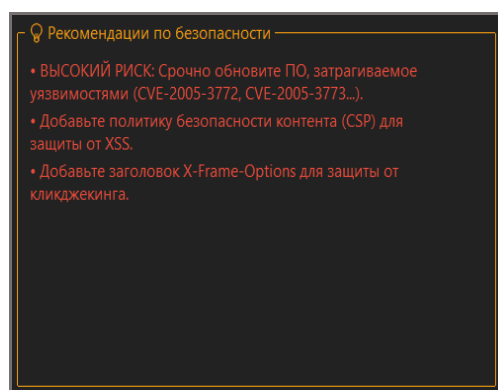 Рекомендации по безопасности
• ВЫСОКИЙ РИСК: Срочно обновите ПО, затрагиваемое
уязвимостями (CVE-2005-3772, CVE-2005-3773...).
• Добавьте политику безопасности контента (CSP) для
защиты от XSS.
• Добавьте заголовок X-Frame-Options для защиты от
кликджекинга.